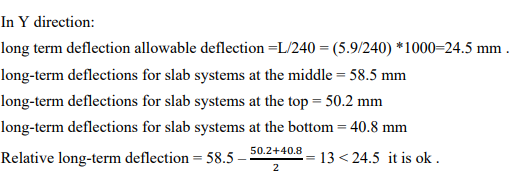 In Y direction:
long term deflection allowable deflection =L/240 = (5.9/240) *1000=24.5 mm .
long-term deflections for slab systems at the middle = 58.5 mm
long-term deflections for slab systems at the top = 50.2 mm
long-term deflections for slab systems at the bottom = 40.8 mm
Relative long-term deflection = 58.5 – (50.2+40.8)/2 = 13 < 24.5 it is ok .